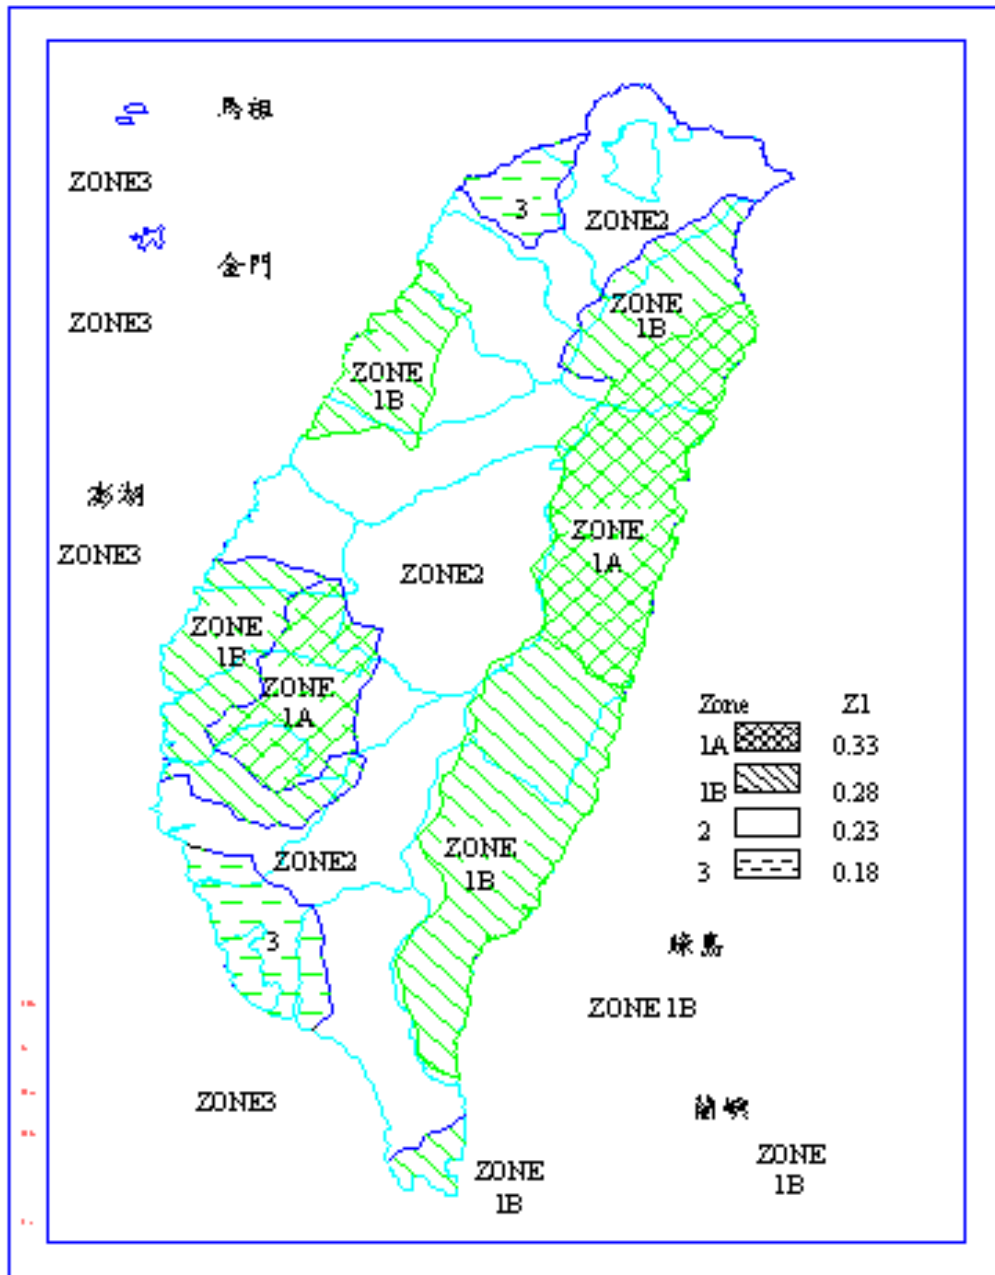 馬祖
ZONE3
3
ZONE2
金門
ZONE3
ZONE
1B
ZONE
1B
澎湖
ZONE3
ZONE
1A
ZONE2
ZONE
1B
ZONE
1A
Zone Z1
1A 0.33
1B 0.28
2 0.23
3 0.18
ZONE
1B
ZONE2
3
綠島
ZONE 1B
ZONE3
蘭嶼
ZONE
1B
ZONE
1B